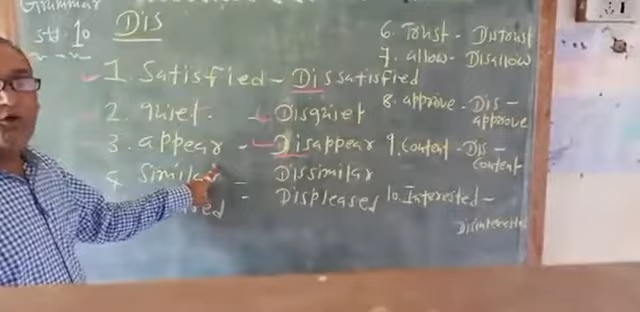 Grammar
Std. 10
Dis
1. Satisfied - Dissatisfied
2. quiet. - Disquiet
3. appear - Disappear
4. Similar - Dissimilar
- Displeased
6. Trust - Distrust
7. allow - Disallow
8. approve - Dis-
approve
9. Content - Dis-
content
10. Interested -
Disinterested